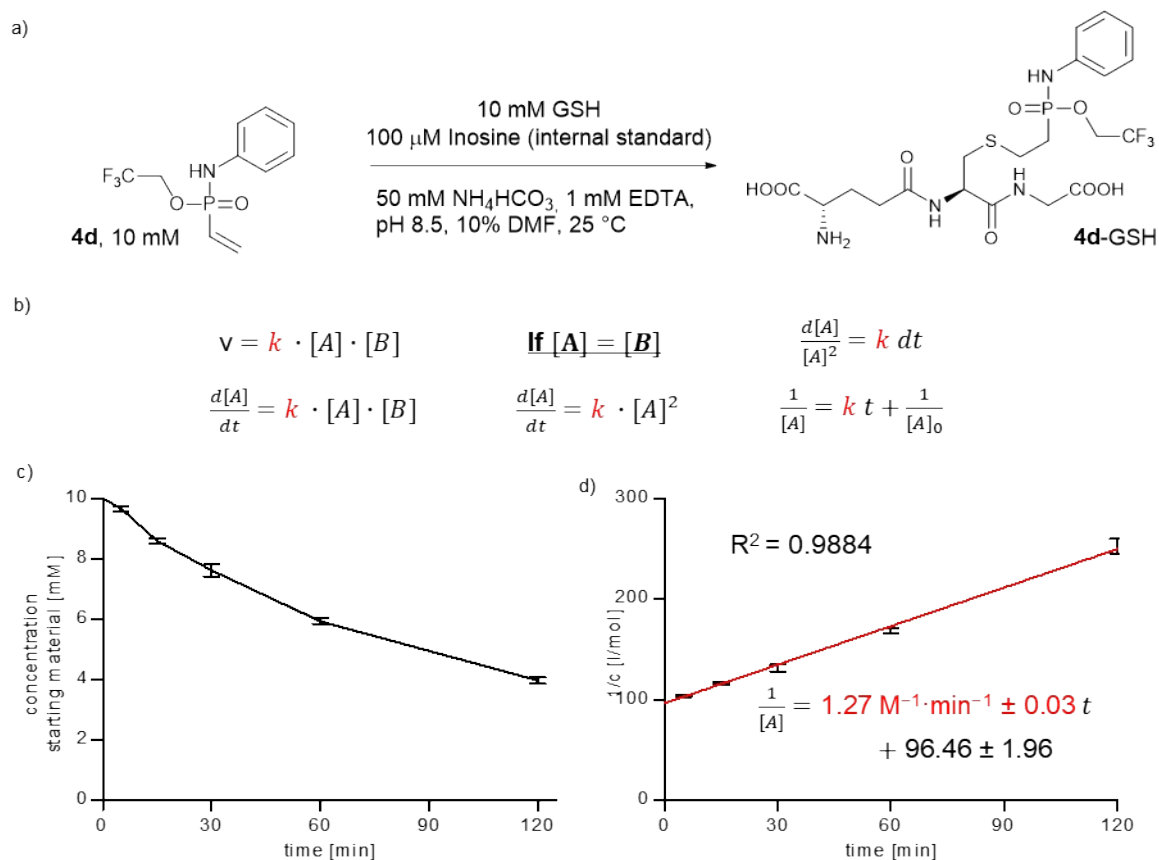 a)
10 mM GSH
100 μM Inosine (internal standard)
50 mM NH₄HCO₃, 1 mM EDTA,
pH 8.5, 10% DMF, 25 °C
F₃C
O
HN
P
O
4d, 10 mM
HN
O
P
O
CF₃
S
O
HOOC
NH₂
N
H
O
HN
COOH
4d-GSH
b)
v = k · [A] · [B]
If [A] = [B]
d[A]/[A]² = k dt
d[A]/dt = k · [A] · [B]
d[A]/dt = k · [A]²
1/[A] = k t + 1/[A]₀
c)
concentration
starting material [mM]
10
8
6
4
2
0
0 30 60 90 120
time [min]
d)
1/c [l/mol]
300
200
100
0
R² = 0.9884
1/[A] = 1.27 M⁻¹·min⁻¹ ± 0.03 t
+ 96.46 ± 1.96
0 30 60 90 120
time [min]